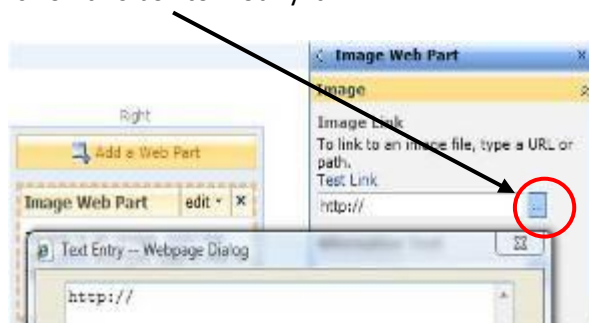 Image Web Part
Image
Right
Image Link
Add a Web Part
To link to an image file, type a URL or
path.
Test Link
Image Web Part edit x
http://
...
Text Entry -- Webpage Dialog
http://